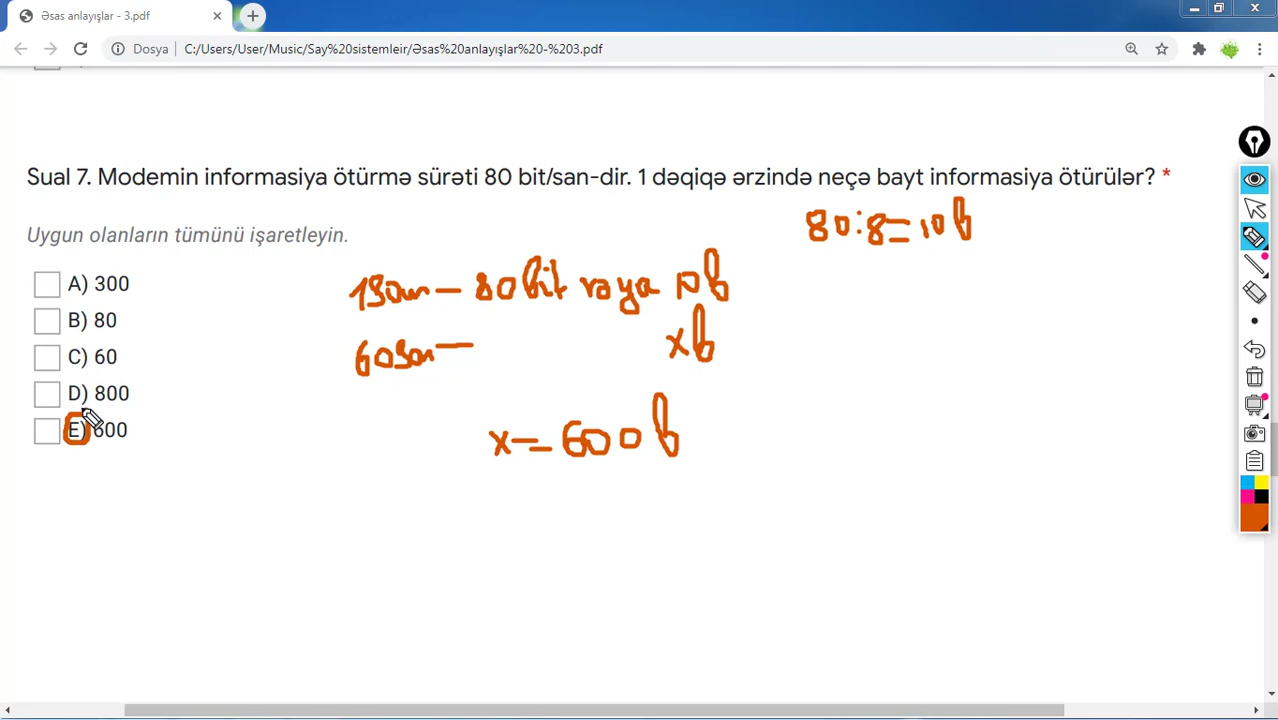 Əsas anlayışlar - 3.pdf
Dosya
C:/Users/User/Music/Say%20sistemleir/Əsas%20anlayışlar%20-%203.pdf
Sual 7. Modemin informasiya ötürmə sürəti 80 bit/san-dir. 1 dəqiqə ərzində neçə bayt informasiya ötürülər? *
80:8=10b
Uygun olanların tümünü işaretleyin.
A) 300
1san— 80bit vəya 10b
B) 80
60san— xb
C) 60
D) 800
E) 600
x=600b